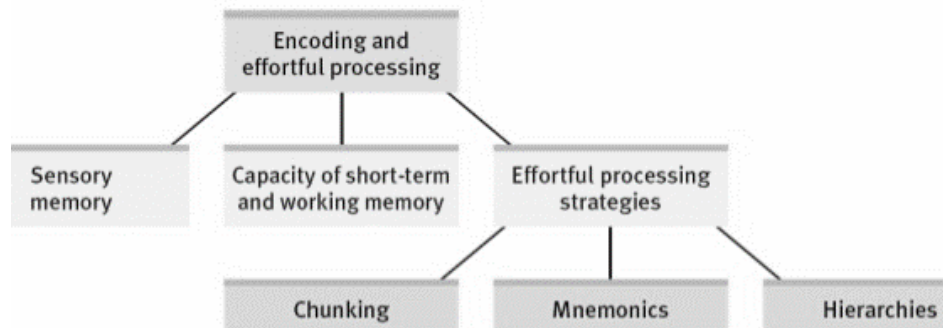 Encoding and
effortful processing
Sensory
memory
Capacity of short-term
and working memory
Effortful processing
strategies
Chunking
Mnemonics
Hierarchies